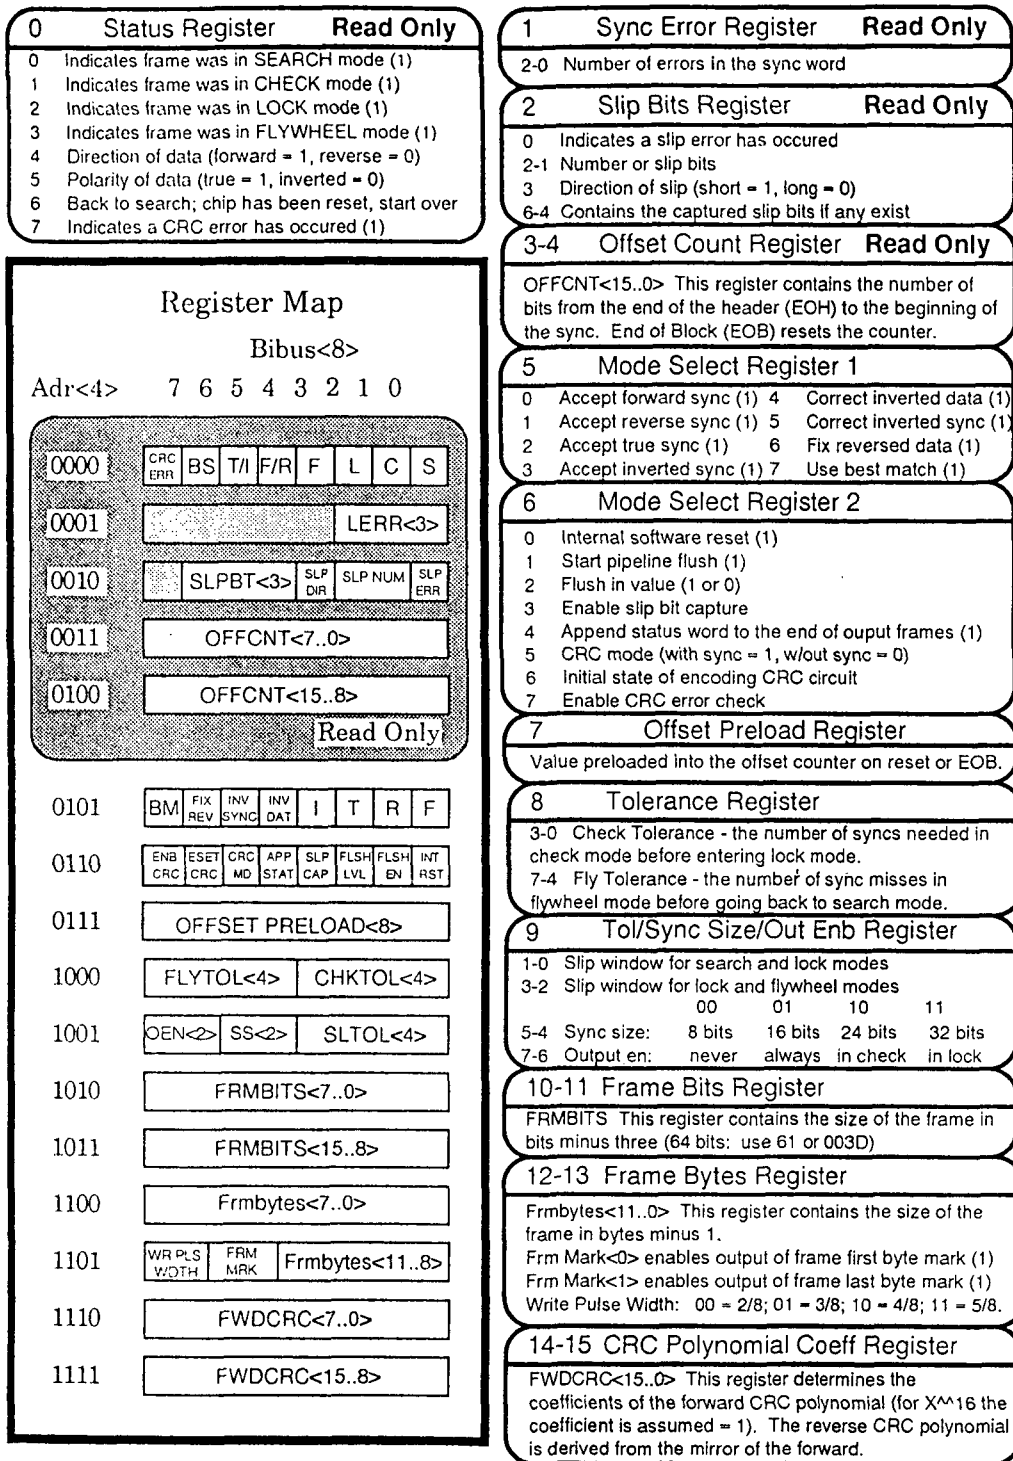 0 Status Register Read Only
0 Indicates frame was in SEARCH mode (1)
1 Indicates frame was in CHECK mode (1)
2 Indicates frame was in LOCK mode (1)
3 Indicates frame was in FLYWHEEL mode (1)
4 Direction of data (forward = 1, reverse = 0)
5 Polarity of data (true = 1, inverted = 0)
6 Back to search; chip has been reset, start over
7 Indicates a CRC error has occured (1)
Register Map
Bibus<8>
Adr<4> 7 6 5 4 3 2 1 0
0000 CRC ERR BS T/I F/R F L C S
0001 LERR<3>
0010 SLPBT<3> SLP DIR SLP NUM SLP ERR
0011 OFFCNT<7..0>
0100 OFFCNT<15..8>
Read Only
0101 BM FIX REV INV SYNC INV DAT I T R F
0110 ENB CRC ESET CRC CRC MD APP STAT SLP CAP FLSH LVL FLSH EN INT RST
0111 OFFSET PRELOAD<8>
1000 FLYTOL<4> CHKTOL<4>
1001 OEN<2> SS<2> SLTOL<4>
1010 FRMBITS<7..0>
1011 FRMBITS<15..8>
1100 Frmbytes<7..0>
1101 WR PLS WDTH FRM MRK Frmbytes<11..8>
1110 FWDCRC<7..0>
1111 FWDCRC<15..8>
1 Sync Error Register Read Only
2-0 Number of errors in the sync word
2 Slip Bits Register Read Only
0 Indicates a slip error has occured
2-1 Number or slip bits
3 Direction of slip (short = 1, long = 0)
6-4 Contains the captured slip bits if any exist
3-4 Offset Count Register Read Only
OFFCNT<15..0> This register contains the number of
bits from the end of the header (EOH) to the beginning of
the sync. End of Block (EOB) resets the counter.
5 Mode Select Register 1
0 Accept forward sync (1) 4 Correct inverted data (1)
1 Accept reverse sync (1) 5 Correct inverted sync (1)
2 Accept true sync (1) 6 Fix reversed data (1)
3 Accept inverted sync (1) 7 Use best match (1)
6 Mode Select Register 2
0 Internal software reset (1)
1 Start pipeline flush (1)
2 Flush in value (1 or 0)
3 Enable slip bit capture
4 Append status word to the end of ouput frames (1)
5 CRC mode (with sync = 1, w/out sync = 0)
6 Initial state of encoding CRC circuit
7 Enable CRC error check
7 Offset Preload Register
Value preloaded into the offset counter on reset or EOB.
8 Tolerance Register
3-0 Check Tolerance - the number of syncs needed in
check mode before entering lock mode.
7-4 Fly Tolerance - the number of sync misses in
flywheel mode before going back to search mode.
9 Tol/Sync Size/Out Enb Register
1-0 Slip window for search and lock modes
3-2 Slip window for lock and flywheel modes
00 01 10 11
5-4 Sync size: 8 bits 16 bits 24 bits 32 bits
7-6 Output en: never always in check in lock
10-11 Frame Bits Register
FRMBITS This register contains the size of the frame in
bits minus three (64 bits: use 61 or 003D)
12-13 Frame Bytes Register
Frmbytes<11..0> This register contains the size of the
frame in bytes minus 1.
Frm Mark<0> enables output of frame first byte mark (1)
Frm Mark<1> enables output of frame last byte mark (1)
Write Pulse Width: 00 = 2/8; 01 = 3/8; 10 = 4/8; 11 = 5/8.
14-15 CRC Polynomial Coeff Register
FWDCRC<15..0> This register determines the
coefficients of the forward CRC polynomial (for X^^16 the
coefficient is assumed = 1). The reverse CRC polynomial
is derived from the mirror of the forward.